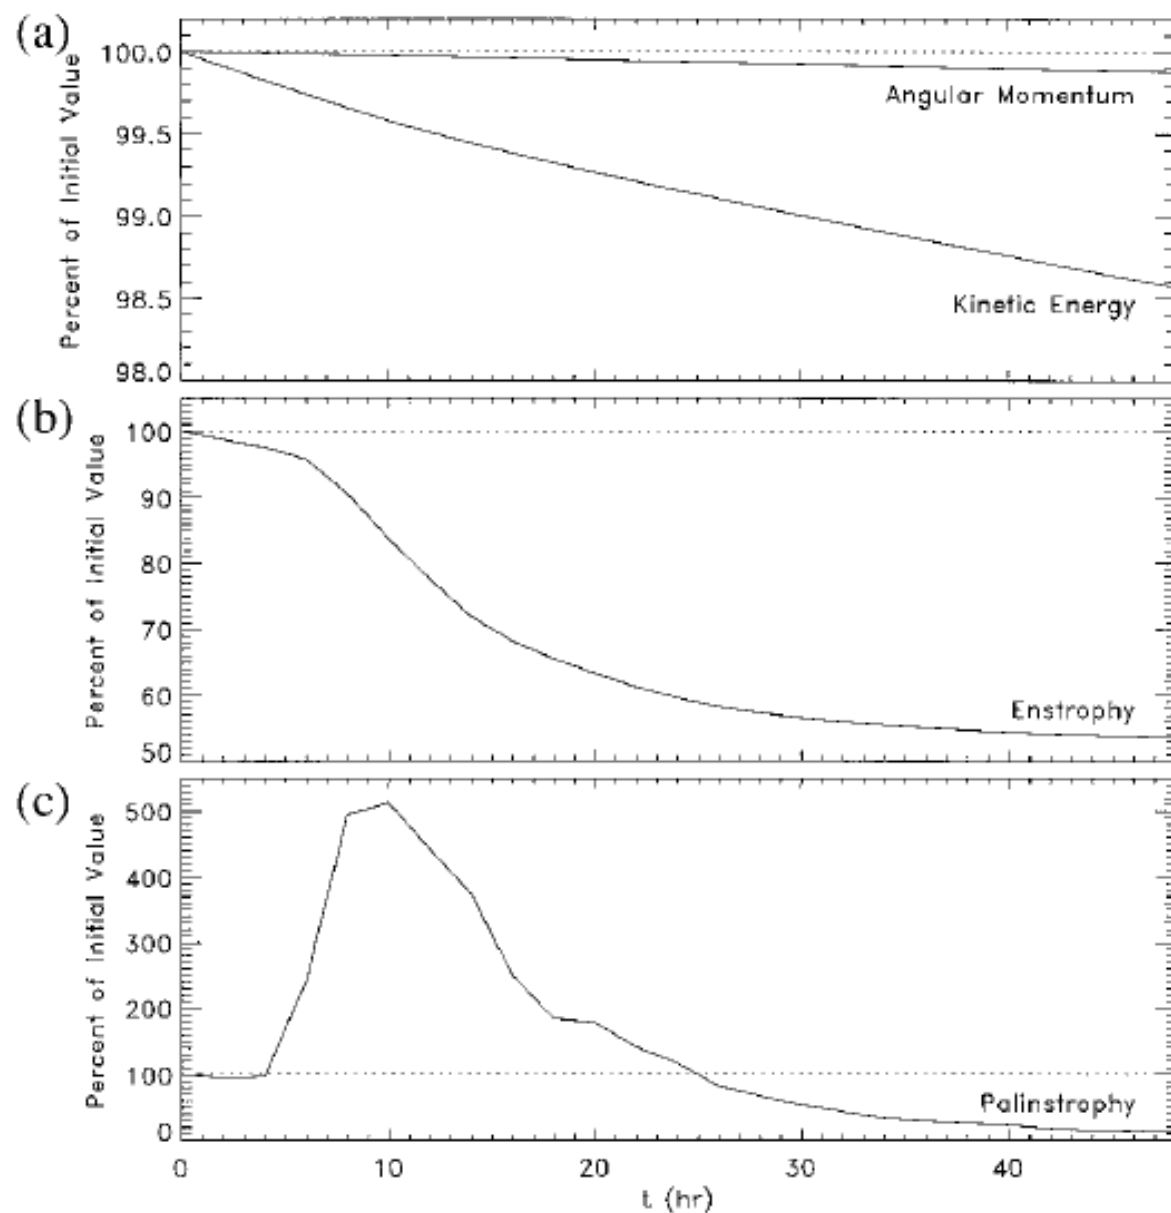 (a)
Percent of Initial Value
100.0
99.5
99.0
98.5
98.0
Angular Momentum
Kinetic Energy
(b)
Percent of Initial Value
100
90
80
70
60
50
Enstrophy
(c)
Percent of Initial Value
500
400
300
200
100
0
Palinstrophy
0 10 20 30 40
t (hr)